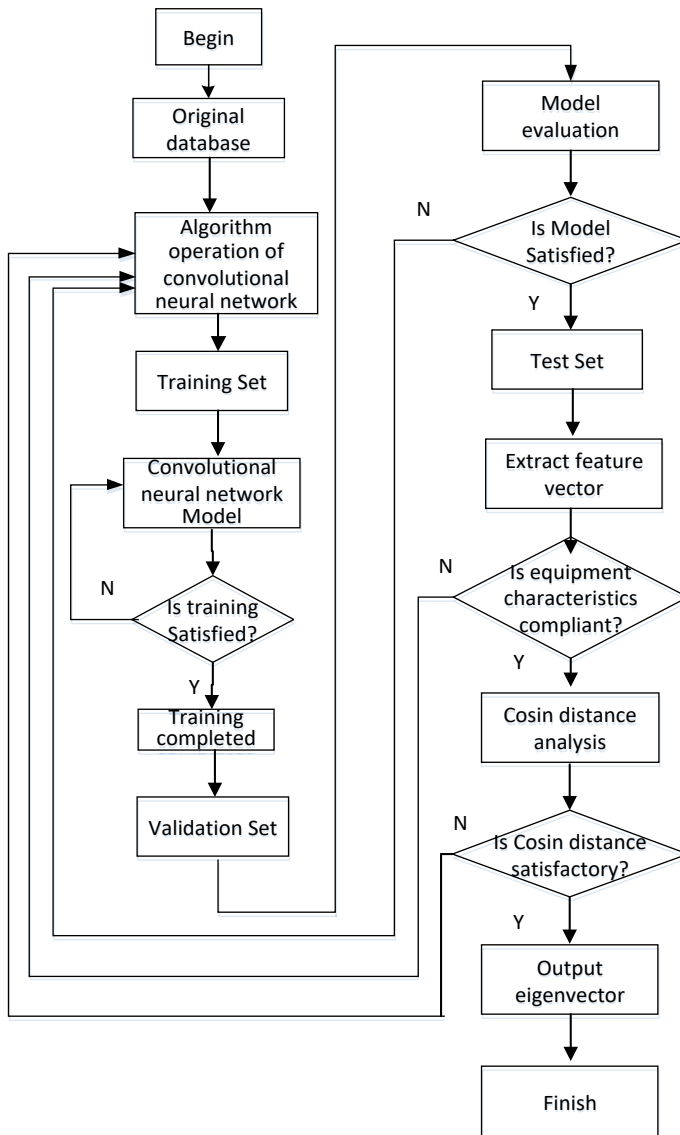 Begin
Original
database
Algorithm
operation of
convolutional
neural network
Training Set
Convolutional
neural network
Model
N
Is training
Satisfied?
Y
Training
completed
Validation Set
Model
evaluation
N
Is Model
Satisfied?
Y
Test Set
Extract feature
vector
N
Is equipment
characteristics
compliant?
Y
Cosin distance
analysis
N
Is Cosin distance
satisfactory?
Y
Output
eigenvector
Finish